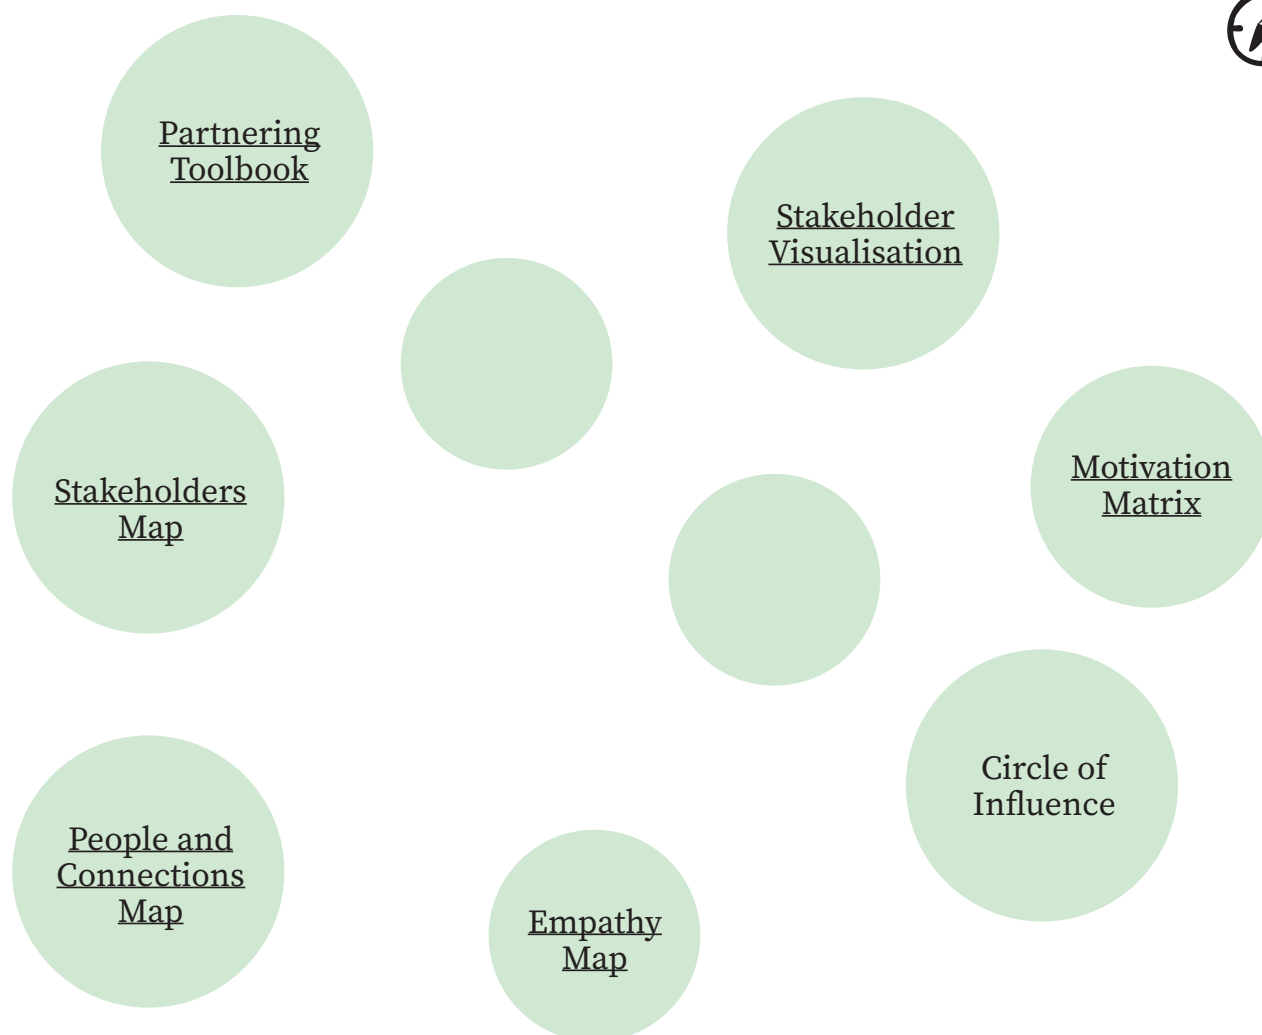 Partnering
Toolbook
Stakeholder
Visualisation
Stakeholders
Map
Motivation
Matrix
Circle of
Influence
People and
Connections
Map
Empathy
Map